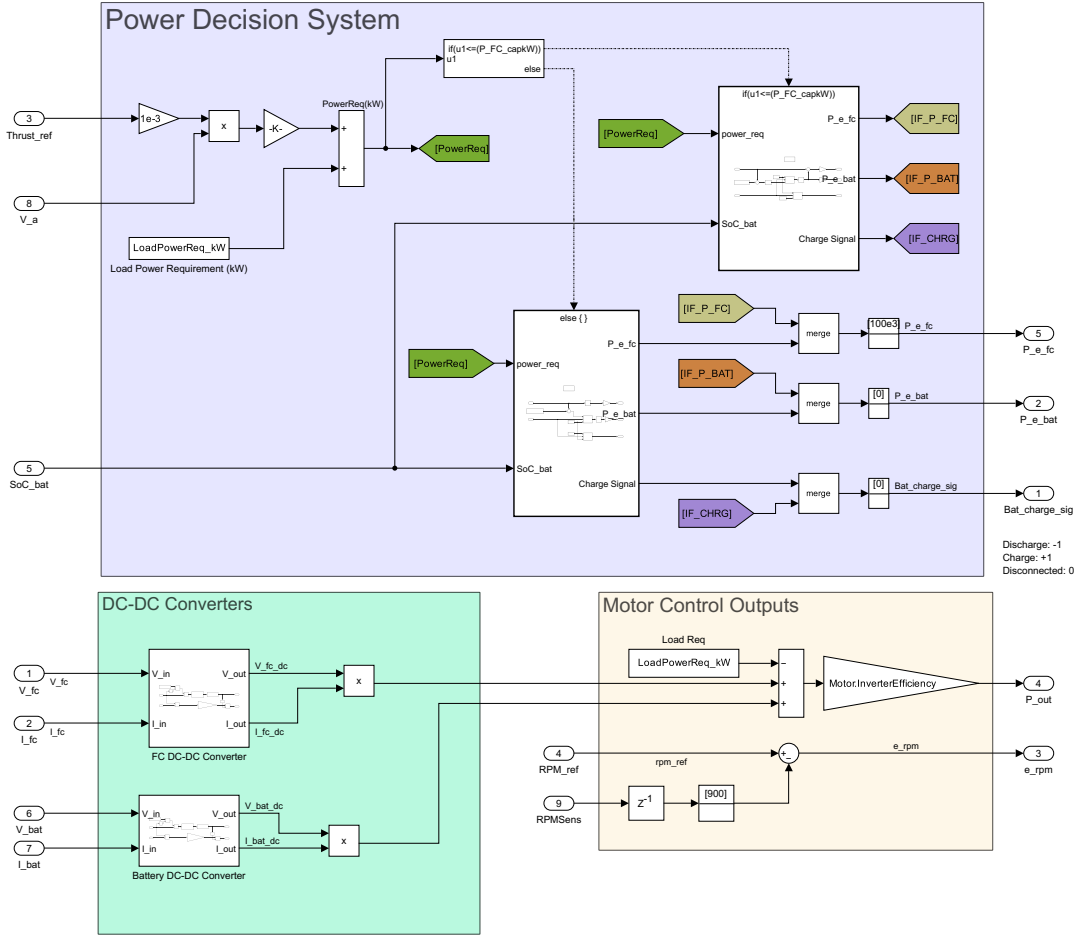 Power Decision System
if(u1<=(P_FC_capkW))
u1
else
3
Thrust_ref
1e-3
x
-K-
PowerReq(kW)
+
+
[PowerReq]
8
V_a
LoadPowerReq_kW
Load Power Requirement (kW)
if(u1<=(P_FC_capkW))
[PowerReq]
power_req
P_e_fc
[IF_P_FC]
P_e_bat
[IF_P_BAT]
SoC_bat
Charge Signal
[IF_CHRG]
else { }
[PowerReq]
power_req
P_e_fc
P_e_bat
SoC_bat
Charge Signal
[IF_P_FC]
merge
[100e3]
P_e_fc
5
P_e_fc
[IF_P_BAT]
merge
[0]
P_e_bat
2
P_e_bat
5
SoC_bat
[IF_CHRG]
merge
[0]
Bat_charge_sig
1
Bat_charge_sig
Discharge: -1
Charge: +1
Disconnected: 0
DC-DC Converters
1
V_fc
V_fc
2
I_fc
I_fc
V_in
V_out
I_in
I_out
FC DC-DC Converter
V_fc_dc
I_fc_dc
x
6
V_bat
7
I_bat
V_in
V_out
I_in
I_out
Battery DC-DC Converter
V_bat_dc
I_bat_dc
x
Motor Control Outputs
Load Req
LoadPowerReq_kW
−
+
+
Motor.InverterEfficiency
4
P_out
4
RPM_ref
rpm_ref
+
−
e_rpm
3
e_rpm
9
RPMSens
Z-1
[900]